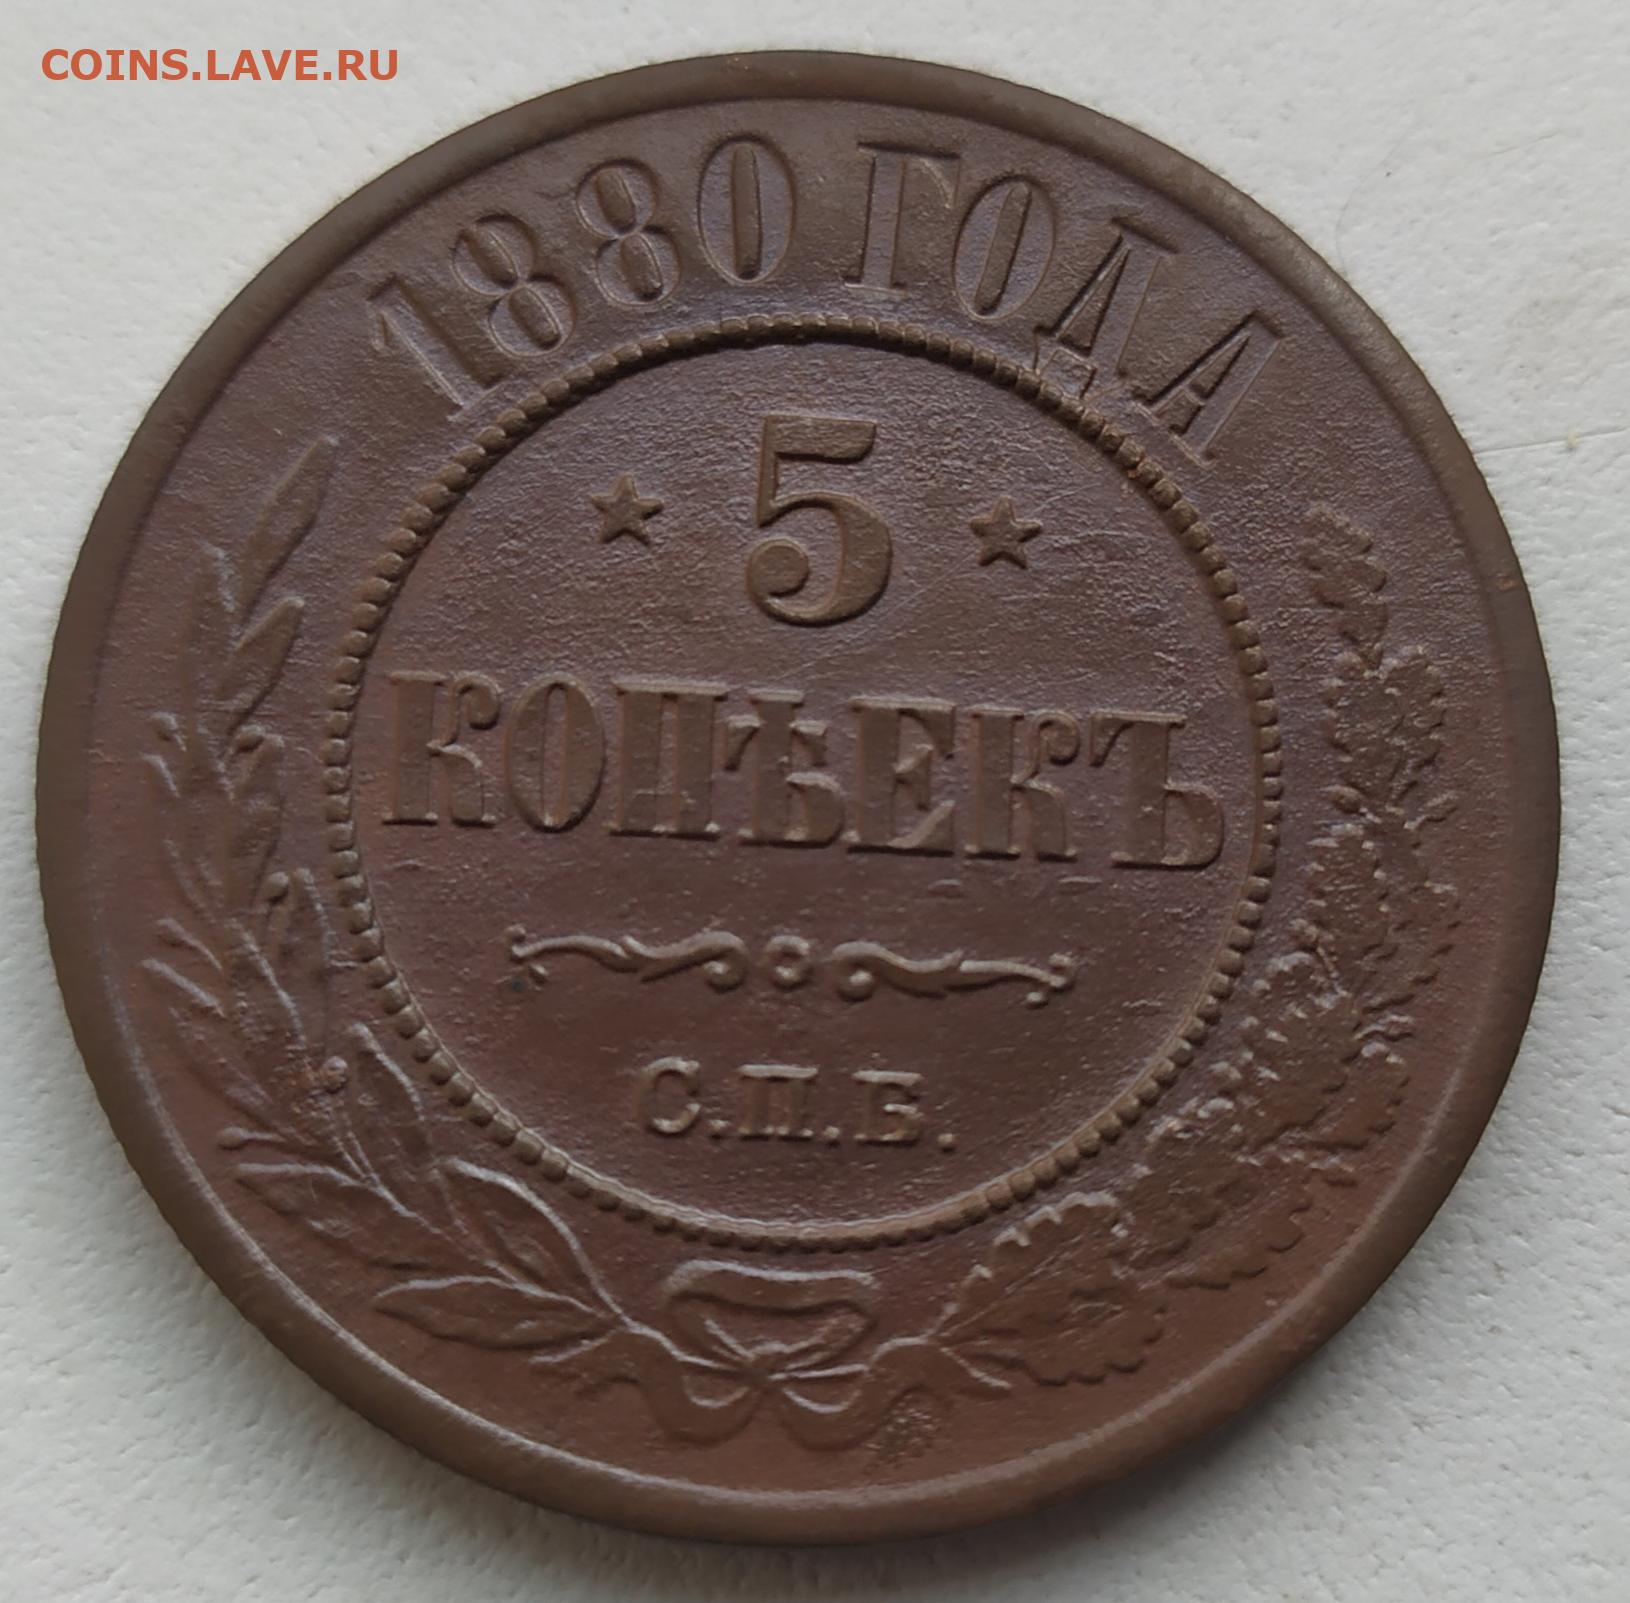 COINS.LAVE.RU
1880 ГОДА
5
КОПѢЕКЪ
С.П.Б.